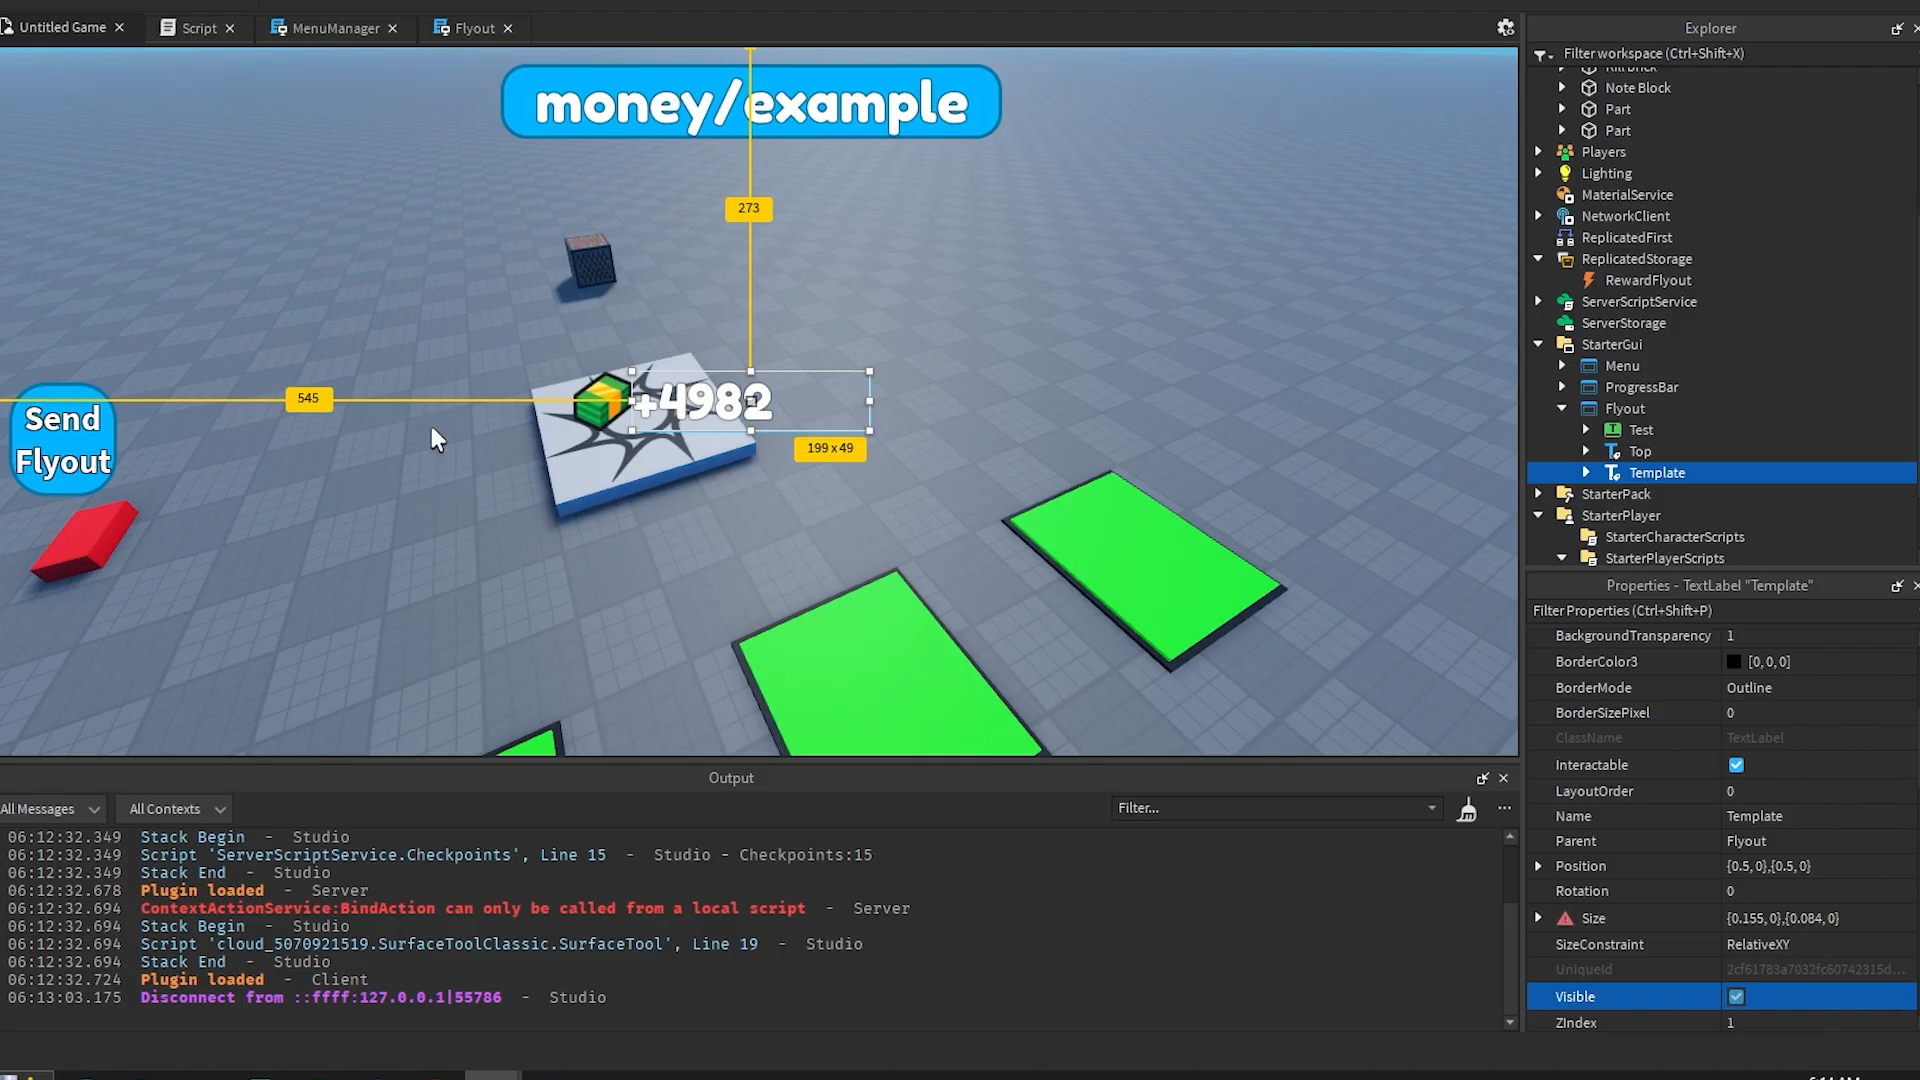 Untitled Game
Script
MenuManager
Flyout
money/example
273
545
+4982
199 x 49
Send
Flyout
Explorer
Filter workspace (Ctrl+Shift+X)
Kill Brick
Note Block
Part
Part
Players
Lighting
MaterialService
NetworkClient
ReplicatedFirst
ReplicatedStorage
RewardFlyout
ServerScriptService
ServerStorage
StarterGui
Menu
ProgressBar
Flyout
Test
Top
Template
StarterPack
StarterPlayer
StarterCharacterScripts
StarterPlayerScripts
Properties - TextLabel "Template"
Filter Properties (Ctrl+Shift+P)
BackgroundTransparency 1
BorderColor3 [0, 0, 0]
BorderMode Outline
BorderSizePixel 0
ClassName TextLabel
Interactable
LayoutOrder 0
Name Template
Parent Flyout
Position {0.5, 0},{0.5, 0}
Rotation 0
Size {0.155, 0},{0.084, 0}
SizeConstraint RelativeXY
UniqueId 2cf61783a7032fc60742315d...
Visible
ZIndex 1
Output
All Messages All Contexts Filter...
06:12:32.349 Stack Begin - Studio
06:12:32.349 Script 'ServerScriptService.Checkpoints', Line 15 - Studio - Checkpoints:15
06:12:32.349 Stack End - Studio
06:12:32.678 Plugin loaded - Server
06:12:32.694 ContextActionService:BindAction can only be called from a local script - Server
06:12:32.694 Stack Begin - Studio
06:12:32.694 Script 'cloud_5070921519.SurfaceToolClassic.SurfaceTool', Line 19 - Studio
06:12:32.694 Stack End - Studio
06:12:32.724 Plugin loaded - Client
06:13:03.175 Disconnect from ::ffff:127.0.0.1|55786 - Studio